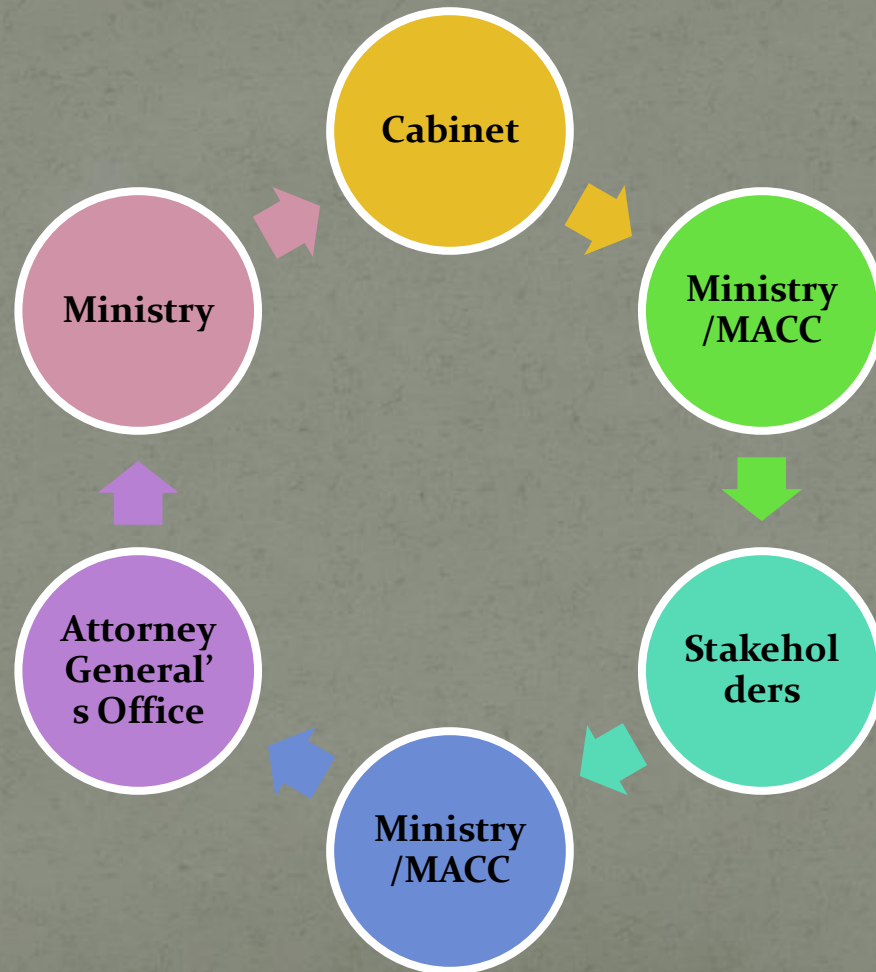 Cabinet
Ministry
/MACC
Stakehol
ders
Ministry
/MACC
Attorney
General’
s Office
Ministry